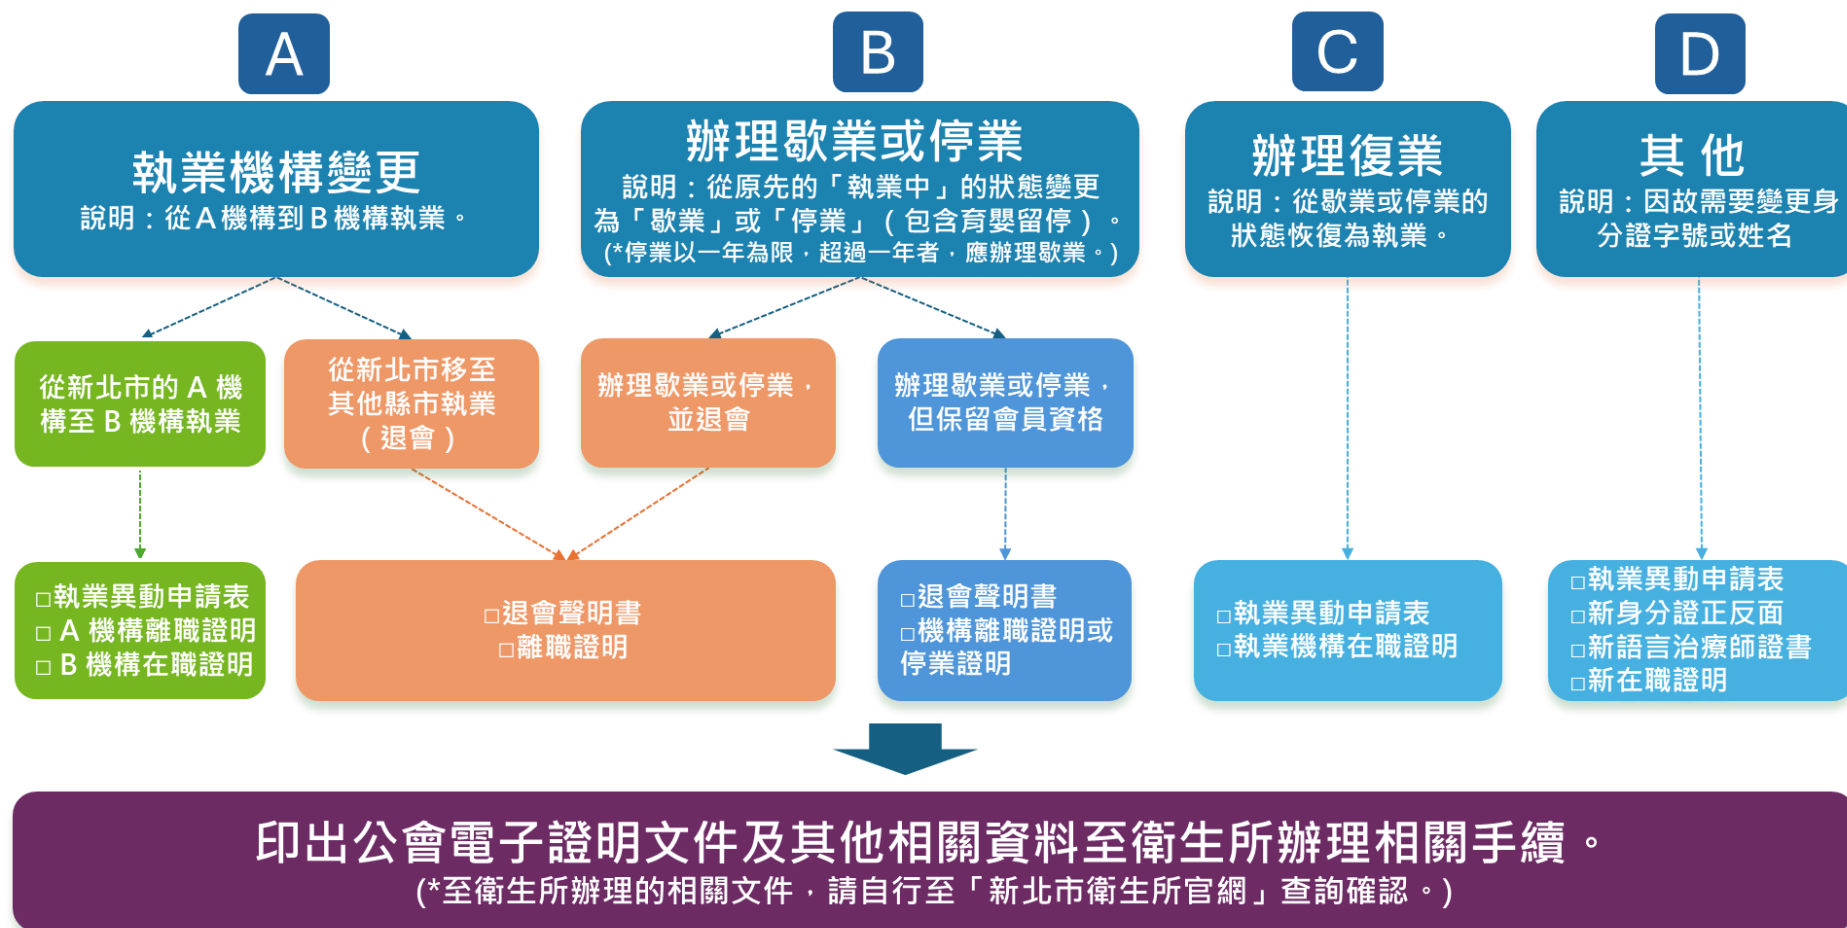 A
執業機構變更
說明：從A機構到B機構執業。
從新北市的 A 機
構至 B 機構執業
□執業異動申請表
□ A 機構離職證明
□ B 機構在職證明
從新北市移至
其他縣市執業
（退會）
B
辦理歇業或停業
說明：從原先的「執業中」的狀態變更
為「歇業」或「停業」（包含育嬰留停）。
(*停業以一年為限，超過一年者，應辦理歇業。)
辦理歇業或停業，
並退會
□退會聲明書
□離職證明
辦理歇業或停業，
但保留會員資格
□退會聲明書
□機構離職證明或
停業證明
C
辦理復業
說明：從歇業或停業的
狀態恢復為執業。
□執業異動申請表
□執業機構在職證明
D
其 他
說明：因故需要變更身
分證字號或姓名
□執業異動申請表
□新身分證正反面
□新語言治療師證書
□新在職證明
印出公會電子證明文件及其他相關資料至衛生所辦理相關手續。
(*至衛生所辦理的相關文件，請自行至「新北市衛生所官網」查詢確認。)